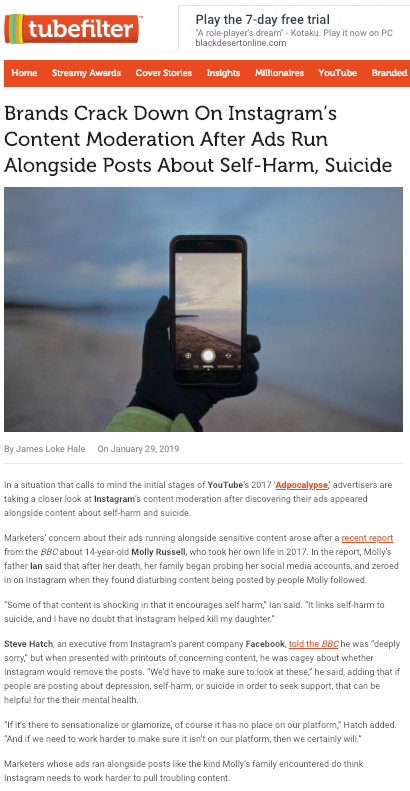 tubefilter™
Play the 7-day free trial
"A role-player's dream" - Kotaku. Play it now on PC
blackdesertonline.com
Home Streamy Awards Cover Stories Insights Millionaires YouTube Branded
Brands Crack Down On Instagram's
Content Moderation After Ads Run
Alongside Posts About Self-Harm, Suicide
By James Loke Hale On January 29, 2019
In a situation that calls to mind the initial stages of YouTube's 2017 'Adpocalypse,' advertisers are
taking a closer look at Instagram's content moderation after discovering their ads appeared
alongside content about self-harm and suicide.
Marketers' concern about their ads running alongside sensitive content arose after a recent report
from the BBC about 14-year-old Molly Russell, who took her own life in 2017. In the report, Molly's
father Ian said that after her death, her family began probing her social media accounts, and zeroed
in on Instagram when they found disturbing content being posted by people Molly followed.
"Some of that content is shocking in that it encourages self harm," Ian said. "It links self-harm to
suicide, and I have no doubt that Instagram helped kill my daughter."
Steve Hatch, an executive from Instagram's parent company Facebook, told the BBC he was "deeply
sorry," but when presented with printouts of concerning content, he was cagey about whether
Instagram would remove the posts. "We'd have to make sure to look at these," he said, adding that if
people are posting about depression, self-harm, or suicide in order to seek support, that can be
helpful for the their mental health.
"If it's there to sensationalize or glamorize, of course it has no place on our platform," Hatch added.
"And if we need to work harder to make sure it isn't on our platform, then we certainly will."
Marketers whose ads ran alongside posts like the kind Molly's family encountered do think
Instagram needs to work harder to pull troubling content.